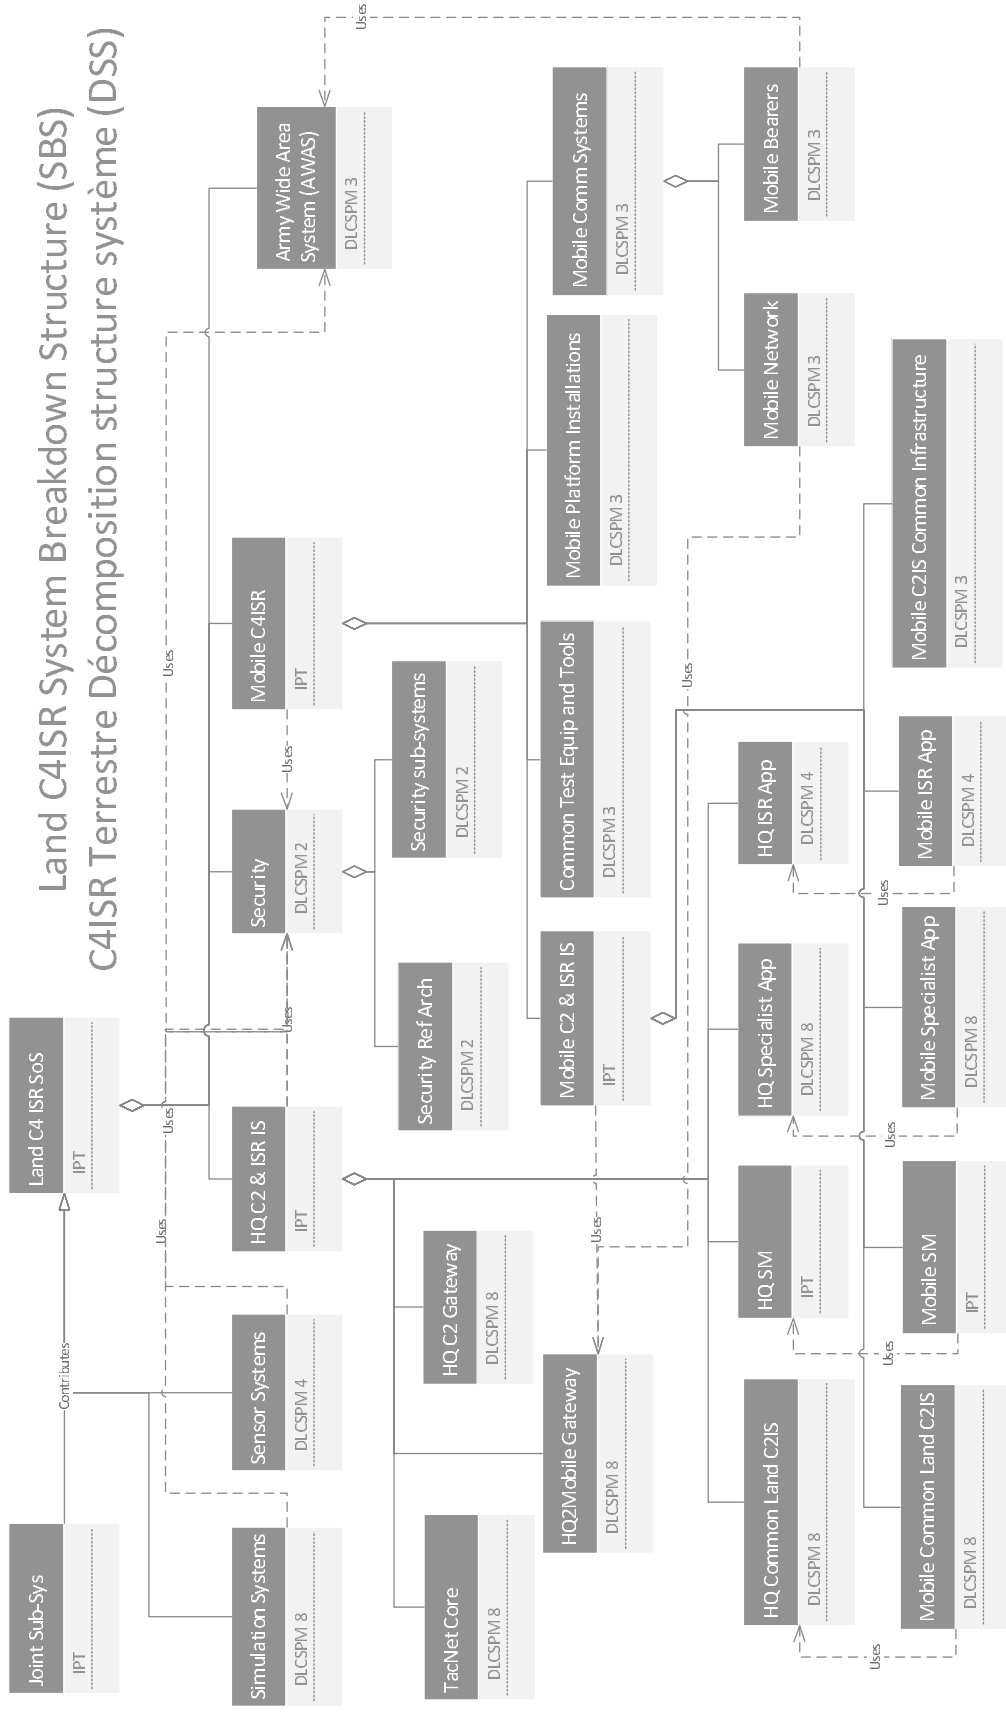 Land C4ISR System Breakdown Structure (SBS)
C4ISR Terrestre Décomposition structure système (DSS)
Joint Sub-Sys
IPT
Contributes
Land C4 ISR SoS
IPT
Uses
Uses
Uses
Uses
Simulation Systems
DLCSPM 8
Sensor Systems
DLCSPM 4
HQ C2 & ISR IS
IPT
Uses
Security
DLCSPM 2
Uses
Mobile C4ISR
IPT
Army Wide Area
System (AWAS)
DLCSPM 3
TacNet Core
DLCSPM 8
HQ C2 Gateway
DLCSPM 8
Security Ref Arch
DLCSPM 2
Security sub-systems
DLCSPM 2
HQ2Mobile Gateway
DLCSPM 8
Uses
Mobile C2 & ISR IS
IPT
Common Test Equip and Tools
DLCSPM 3
Mobile Platform Installations
DLCSPM 3
Mobile Comm Systems
DLCSPM 3
Uses
HQ Common Land C2IS
DLCSPM 8
HQ SM
IPT
HQ Specialist App
DLCSPM 8
HQ ISR App
DLCSPM 4
Mobile Network
DLCSPM 3
Mobile Bearers
DLCSPM 3
Uses
Uses
Uses
Uses
Mobile Common Land C2IS
DLCSPM 8
Mobile SM
IPT
Mobile Specialist App
DLCSPM 8
Mobile ISR App
DLCSPM 4
Mobile C2IS Common Infrastructure
DLCSPM 3